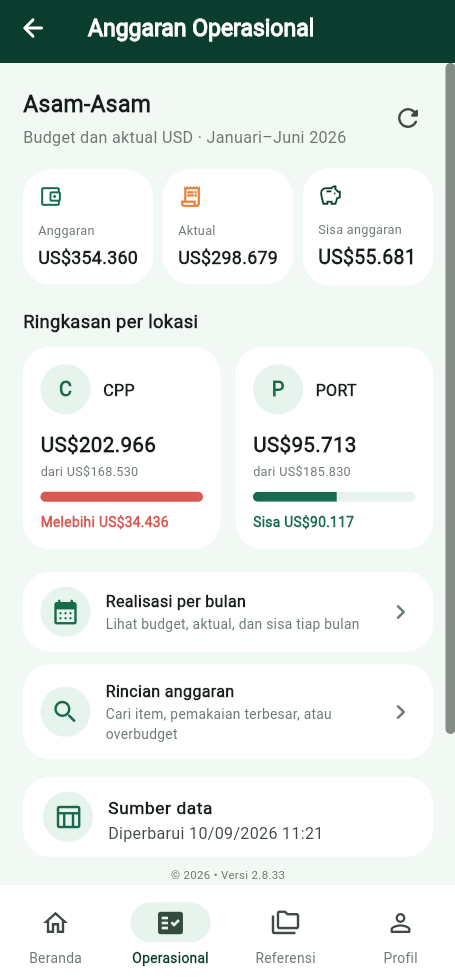 Anggaran Operasional
Asam-Asam
Budget dan aktual USD · Januari–Juni 2026
Anggaran
US$354.360
Aktual
US$298.679
Sisa anggaran
US$55.681
Ringkasan per lokasi
C
CPP
US$202.966
dari US$168.530
Melebihi US$34.436
P
PORT
US$95.713
dari US$185.830
Sisa US$90.117
Realisasi per bulan
Lihat budget, aktual, dan sisa tiap bulan
Rincian anggaran
Cari item, pemakaian terbesar, atau
overbudget
Sumber data
Diperbarui 10/09/2026 11:21
© 2026 • Versi 2.8.33
Beranda
Operasional
Referensi
Profil